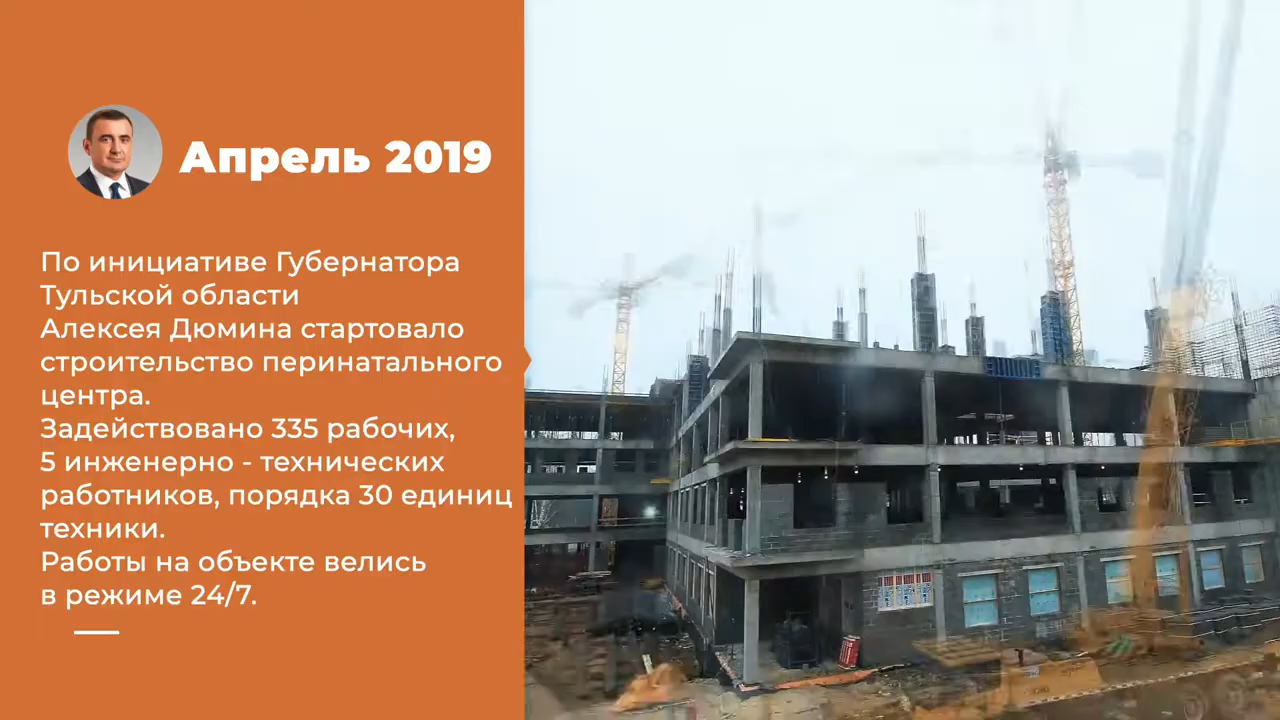 Апрель 2019
По инициативе Губернатора
Тульской области
Алексея Дюмина стартовало
строительство перинатального
центра.
Задействовано 335 рабочих,
5 инженерно - технических
работников, порядка 30 единиц
техники.
Работы на объекте велись
в режиме 24/7.